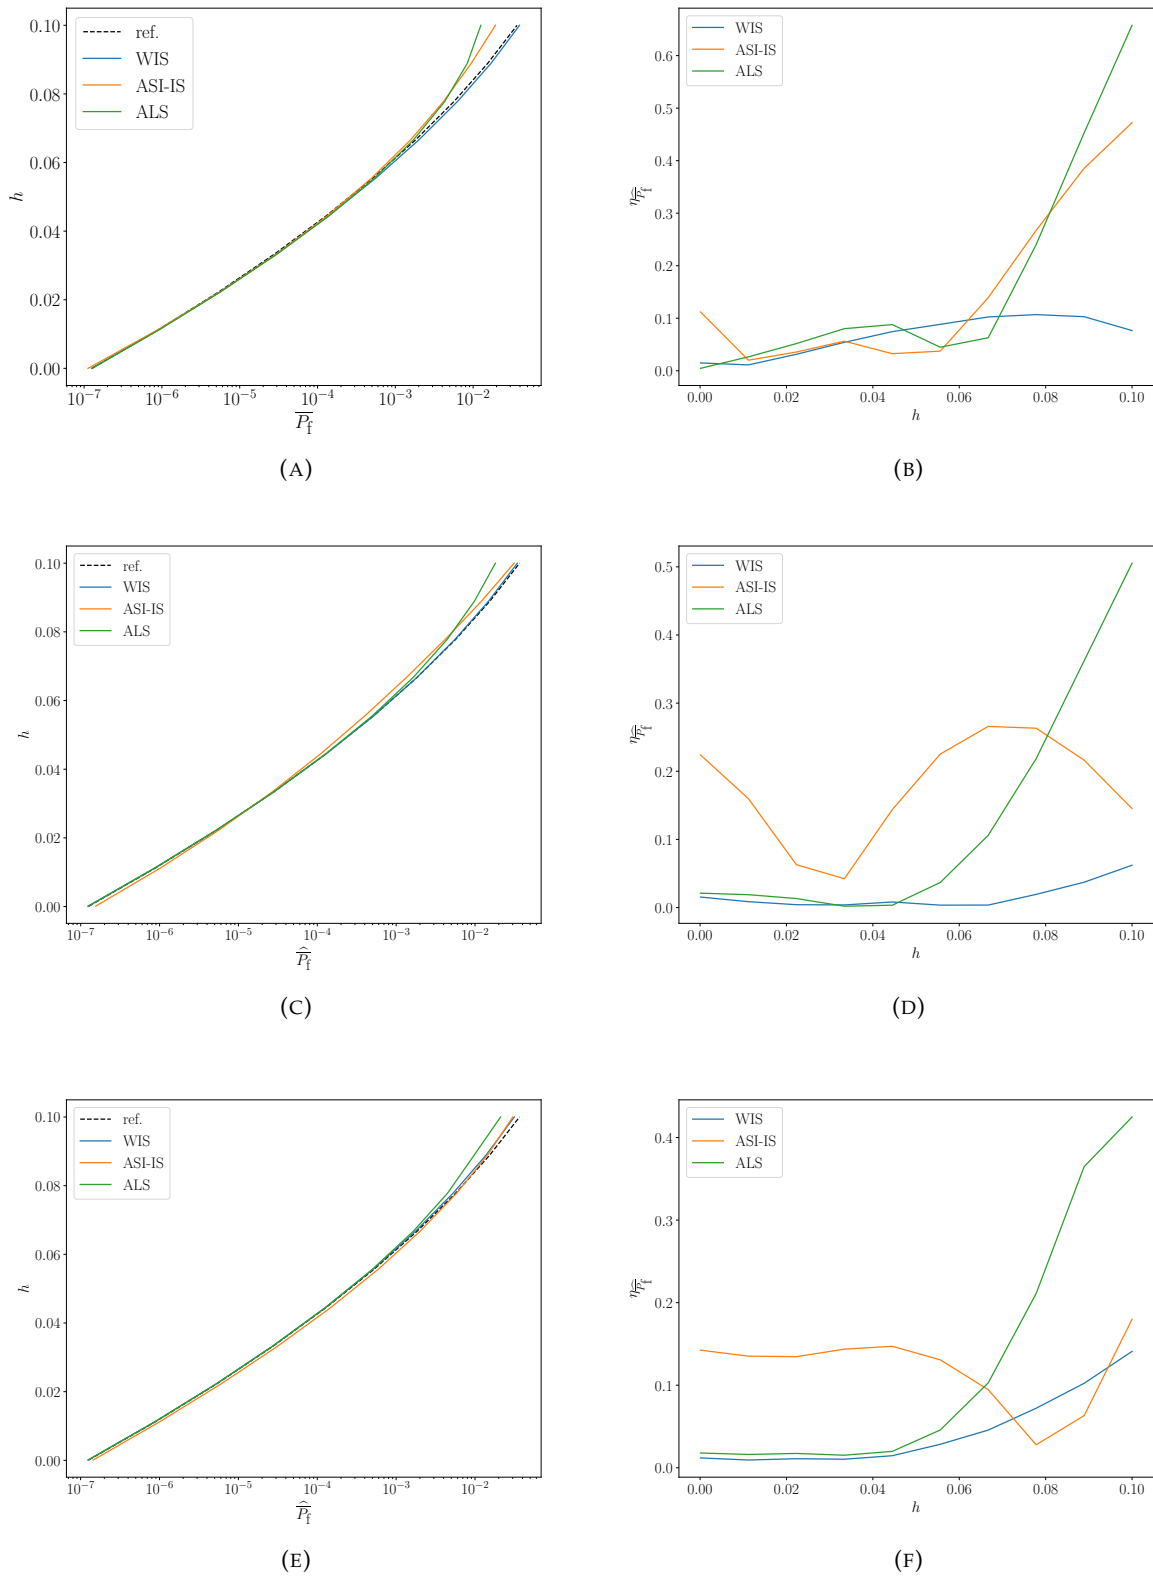 0.10
0.08
0.06
0.04
0.02
0.00
h
ref.
WIS
ASI-IS
ALS
10⁻⁷ 10⁻⁶ 10⁻⁵ 10⁻⁴ 10⁻³ 10⁻²
P̅f
(A)
WIS
ASI-IS
ALS
0.6
0.5
0.4
0.3
0.2
0.1
0.0
η P̅̂f
0.00 0.02 0.04 0.06 0.08 0.10
h
(B)
0.10
0.08
0.06
0.04
0.02
0.00
h
ref.
WIS
ASI-IS
ALS
10⁻⁷ 10⁻⁶ 10⁻⁵ 10⁻⁴ 10⁻³ 10⁻²
P̅̂f
(C)
WIS
ASI-IS
ALS
0.5
0.4
0.3
0.2
0.1
0.0
η P̅̂f
0.00 0.02 0.04 0.06 0.08 0.10
h
(D)
0.10
0.08
0.06
0.04
0.02
0.00
h
ref.
WIS
ASI-IS
ALS
10⁻⁷ 10⁻⁶ 10⁻⁵ 10⁻⁴ 10⁻³ 10⁻²
P̅̂f
(E)
WIS
ASI-IS
ALS
0.4
0.3
0.2
0.1
0.0
η P̅̂f
0.00 0.02 0.04 0.06 0.08 0.10
h
(F)